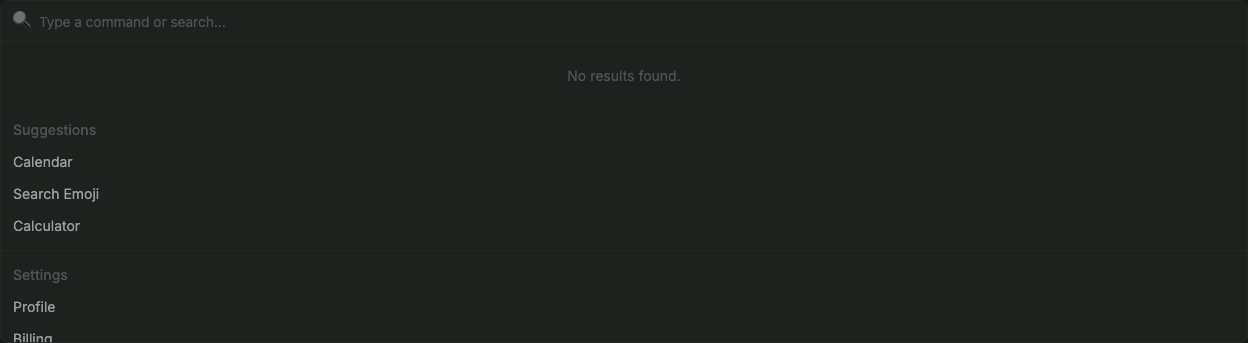 Type a command or search...
No results found.
Suggestions
Calendar
Search Emoji
Calculator
Settings
Profile
Billing